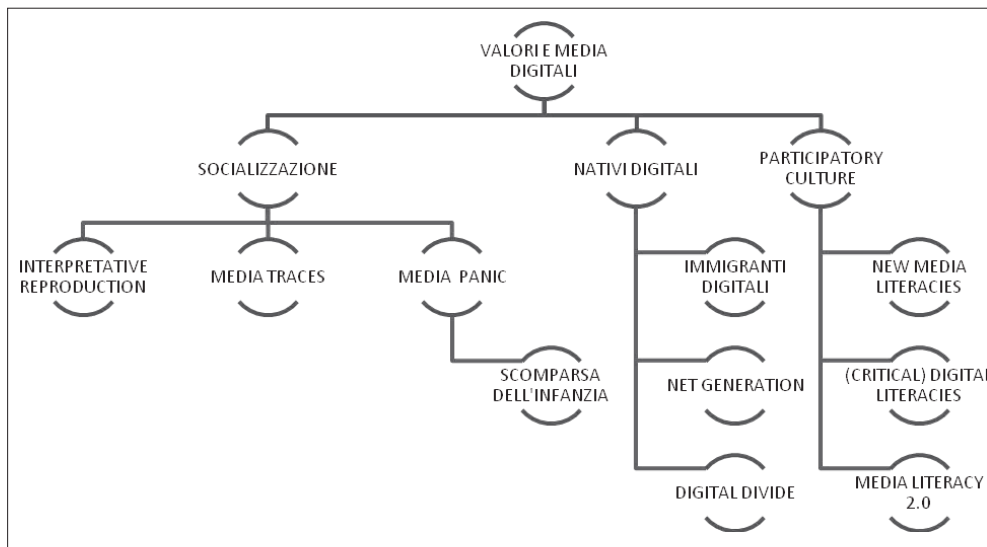 VALORI E MEDIA
DIGITALI
SOCIALIZZAZIONE
NATIVI DIGITALI
PARTICIPATORY
CULTURE
INTERPRETATIVE
REPRODUCTION
MEDIA TRACES
MEDIA PANIC
IMMIGRANTI
DIGITALI
NEW MEDIA
LITERACIES
SCOMPARSA
DELL'INFANZIA
NET GENERATION
(CRITICAL) DIGITAL
LITERACIES
DIGITAL DIVIDE
MEDIA LITERACY
2.0